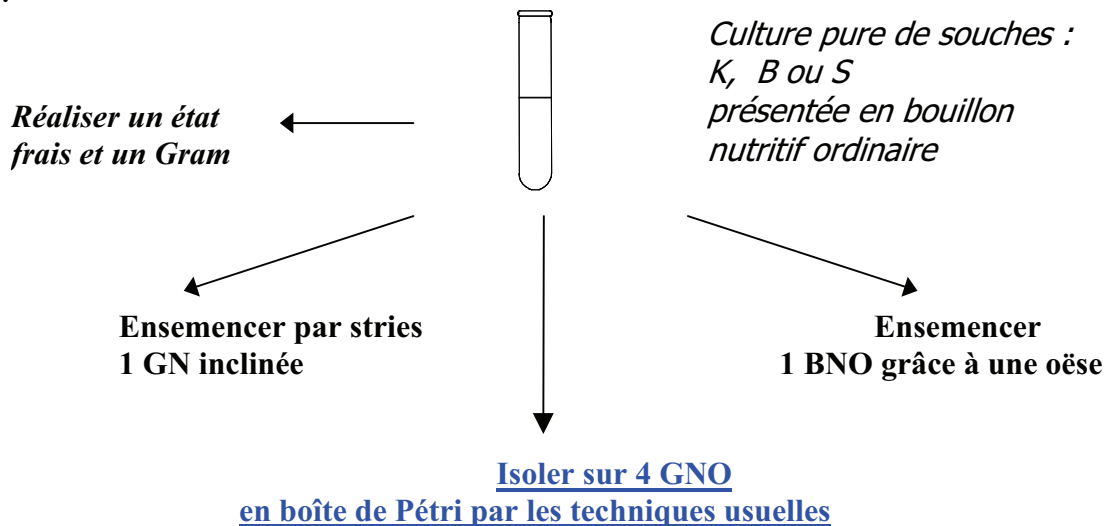 Culture pure de souches :
K, B ou S
présentée en bouillon
nutritif ordinaire
Réaliser un état
frais et un Gram
Ensemencer par stries
1 GN inclinée
Ensemencer
1 BNO grâce à une oëse
Isoler sur 4 GNO
en boîte de Pétri par les techniques usuelles